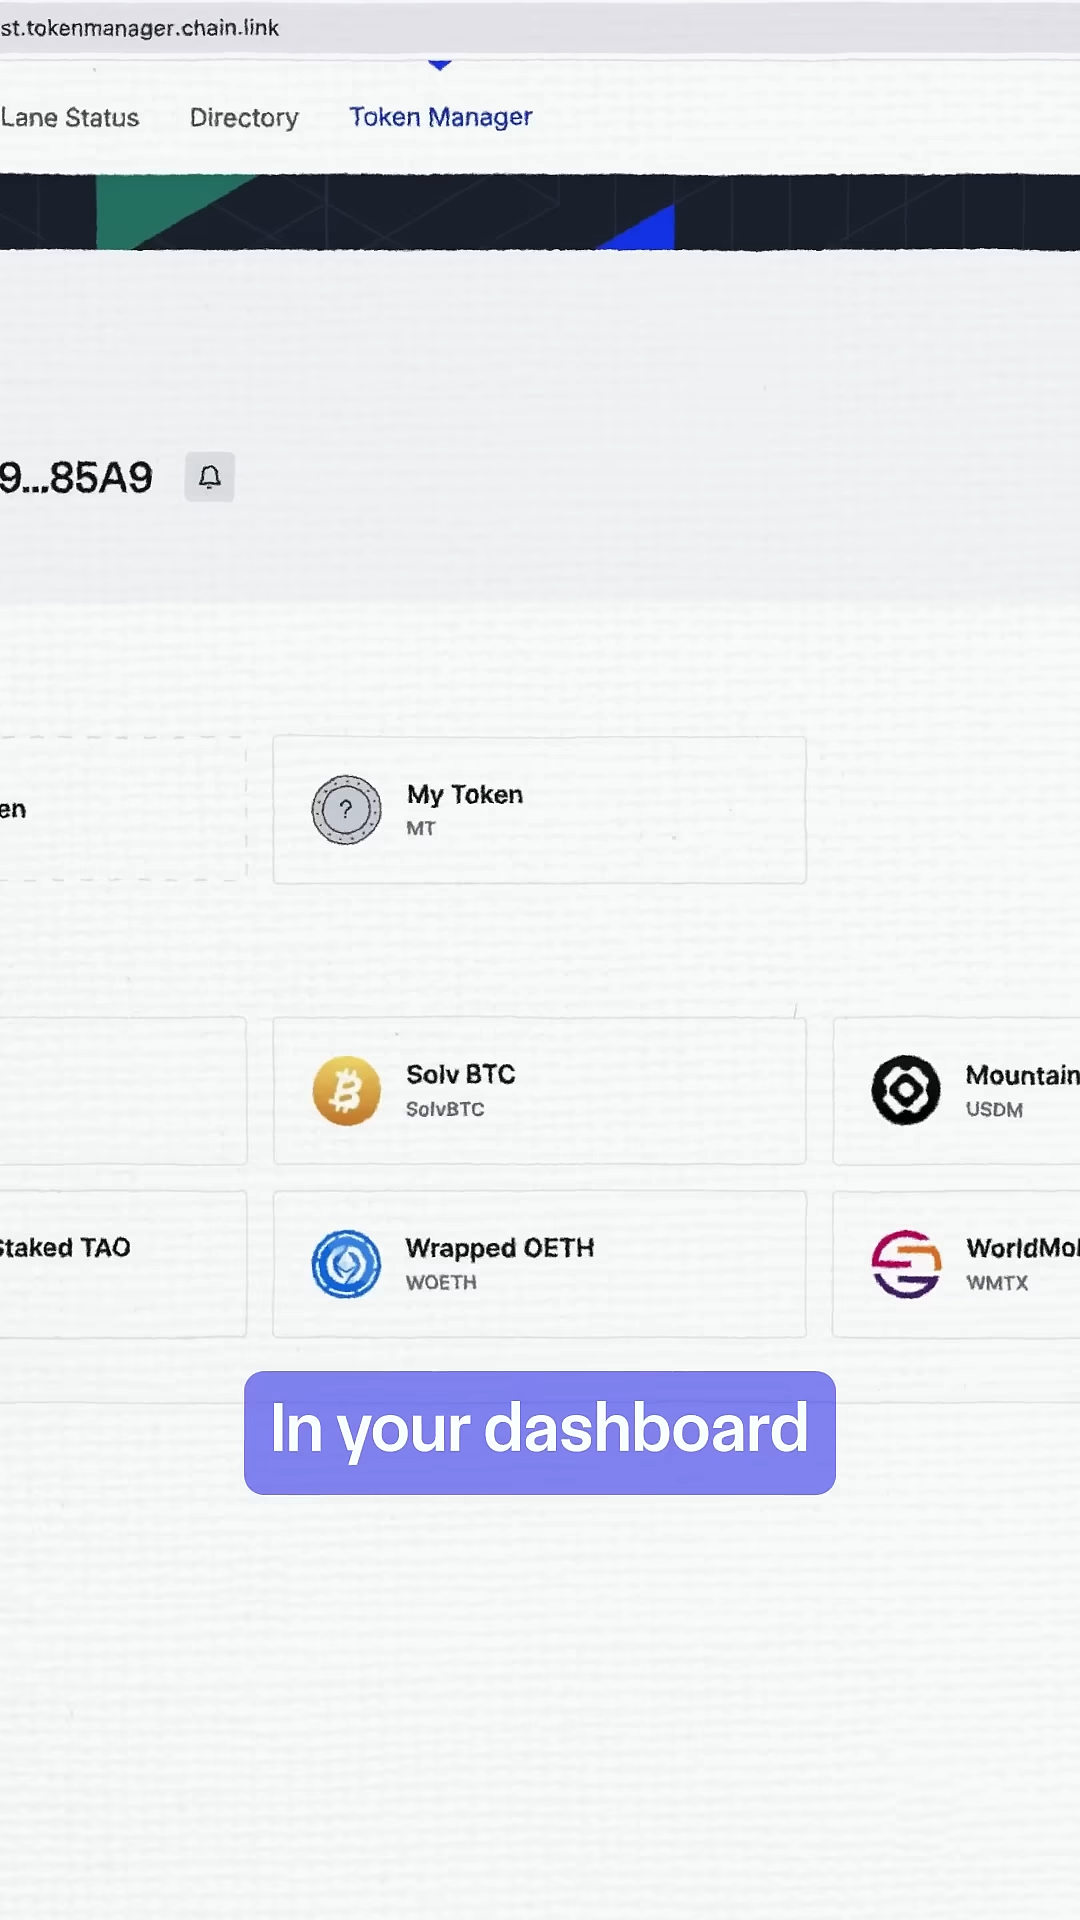 st.tokenmanager.chain.link
Lane Status Directory Token Manager
9...85A9
en
My Token
MT
Solv BTC
SolvBTC
Mountain
USDM
Staked TAO
Wrapped OETH
WOETH
WorldMob
WMTX
In your dashboard